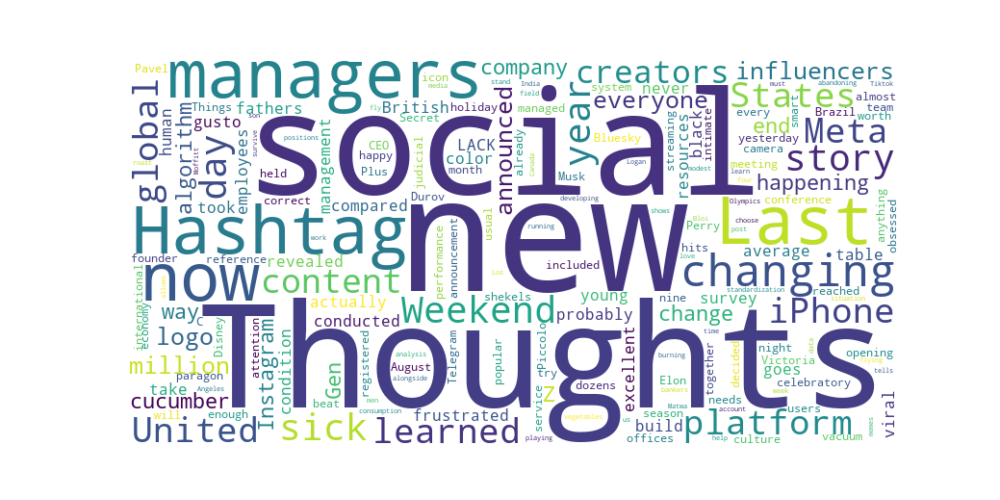 Pavel
managers
company
creators
influencers
stand
India
Tiktok
abandoning
must
icon
media
system
field
global
human
Things
fathers
British
holiday
announced
year
everyone
never
States
smart
almost
team
worth
every
Brazil
yesterday
camera
Meta
algorithm
gusto
day
employees
took
Secret
fly
son
survive
positions
social
managed
already
Bluesky
streaming
resources
black
intimate
end
story
management
CEO
Plus
happy
LACK
color
month
judicial
Musk
Logan
modest
learn
four
meeting
conference
happening
anything
obsessed
held
correct
compared
Durov
usual
developing
shows
Perry
Olympics
choose
post
Hashtag
work
new
running
Last
founder
reference
revealed
performance
announcement
included
hits
love
average
table
international
economy
now
content
changing
reached
standardization
situation
way
C
Disney
attention
actually
Weekend
shekels
young
nine
survey
iPhone
logo
Instagram
condition
conducted
probably
change
million
paragon
Angeles
Gen
registered
August
analysis
alongside
Telegram
popular
Piccolo
try
burning
time
together
decided
night
Victoria
opening
goes
celebratory
tells
take
cucumber
Thoughts
beat
men
consumption
Z
dozens
excellent
Elon
needs
week
users
will
enough
frustrated
service
vegetables
season
build
offices
account
help
culture
vacuum
memes
viral
United
sick
learned
playing
platform